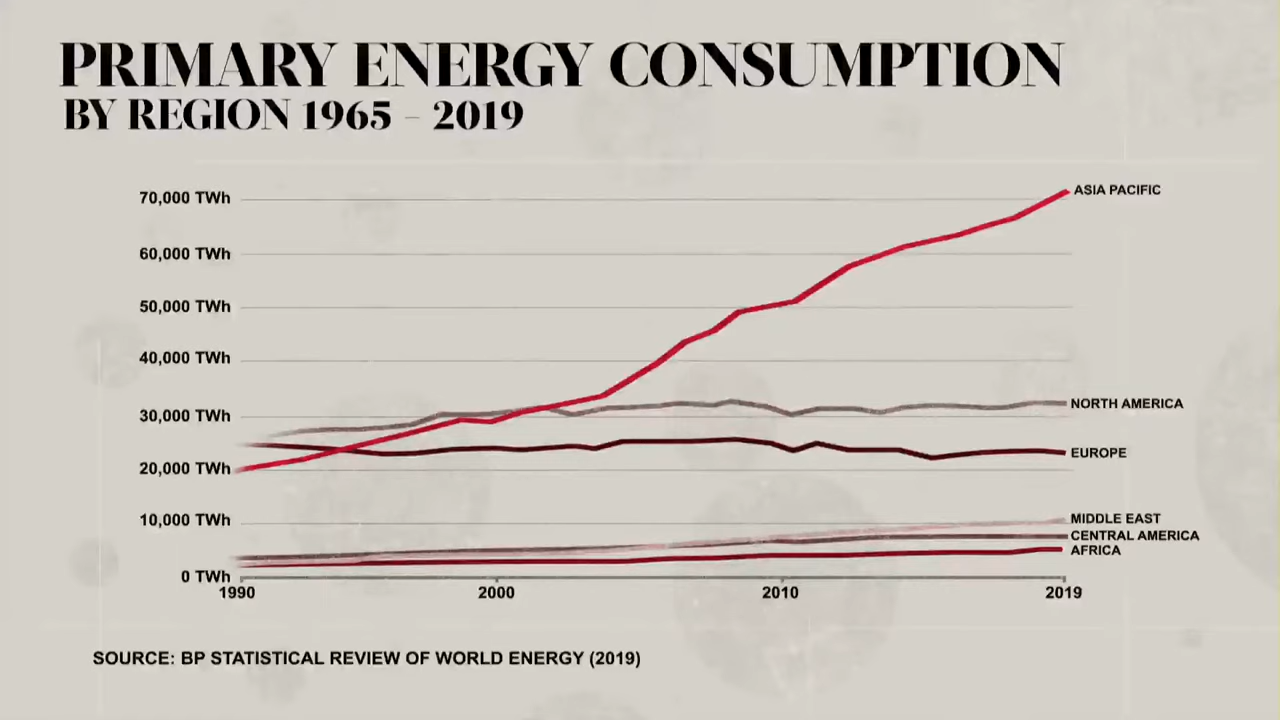 PRIMARY ENERGY CONSUMPTION
BY REGION 1965 – 2019
70,000 TWh
ASIA PACIFIC
60,000 TWh
50,000 TWh
40,000 TWh
30,000 TWh
NORTH AMERICA
EUROPE
20,000 TWh
10,000 TWh
MIDDLE EAST
CENTRAL AMERICA
AFRICA
0 TWh
1990 2000 2010 2019
SOURCE: BP STATISTICAL REVIEW OF WORLD ENERGY (2019)